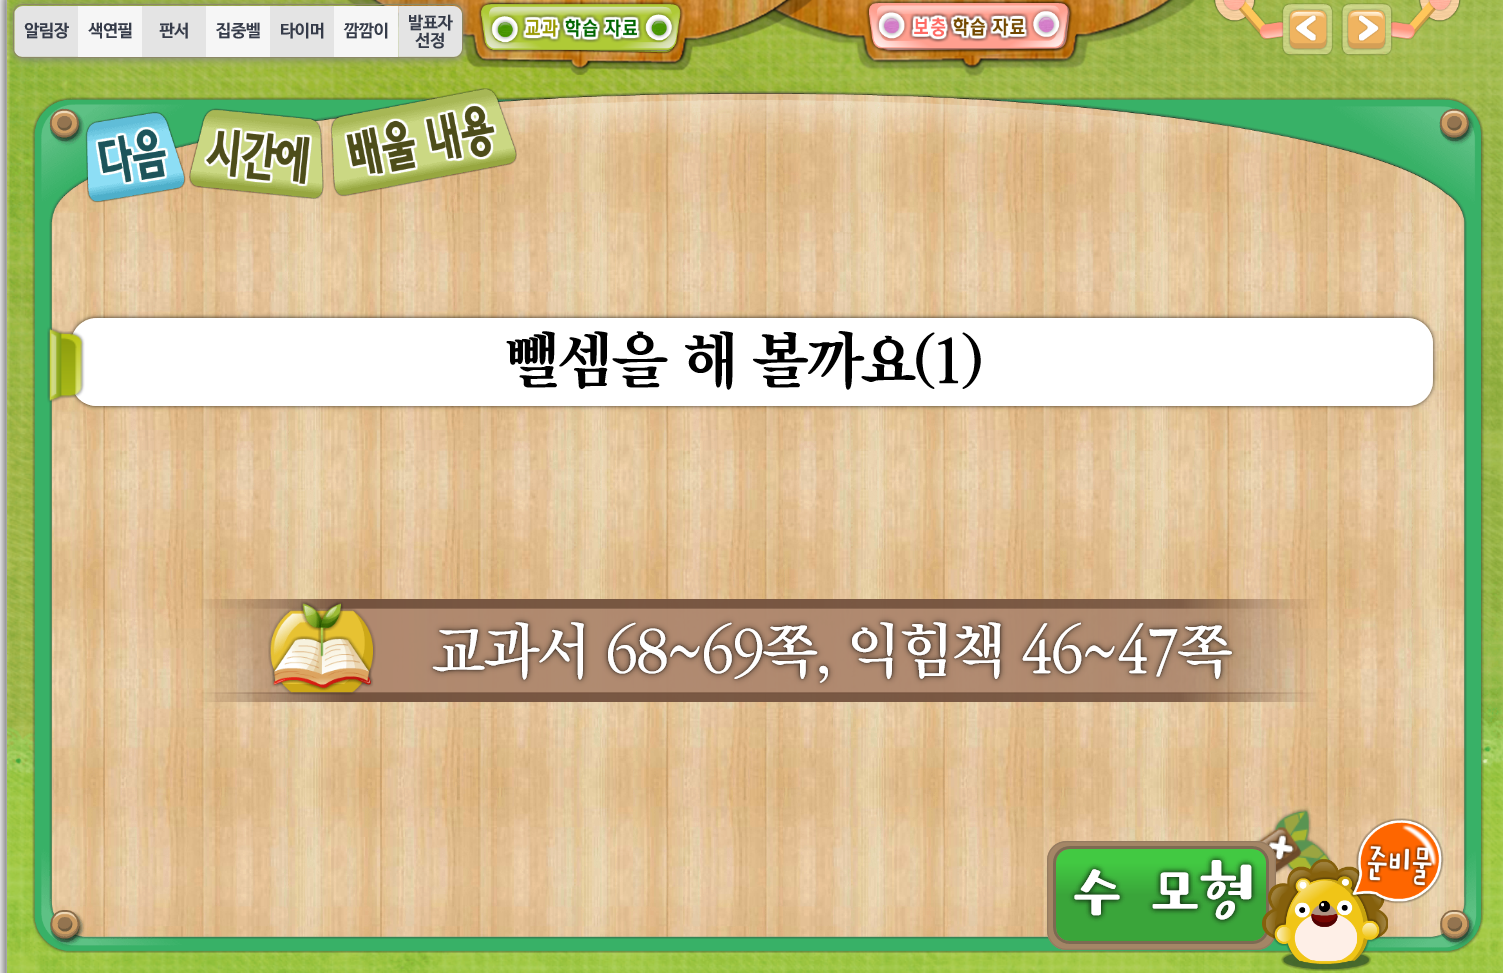 알림장 색연필 판서 집중벨 타이머 깜깜이 발표자 선정
교과 학습 자료
보충 학습 자료
다음 시간에 배울 내용
뺄셈을 해 볼까요(1)
교과서 68~69쪽, 익힘책 46~47쪽
수 모형
준비물